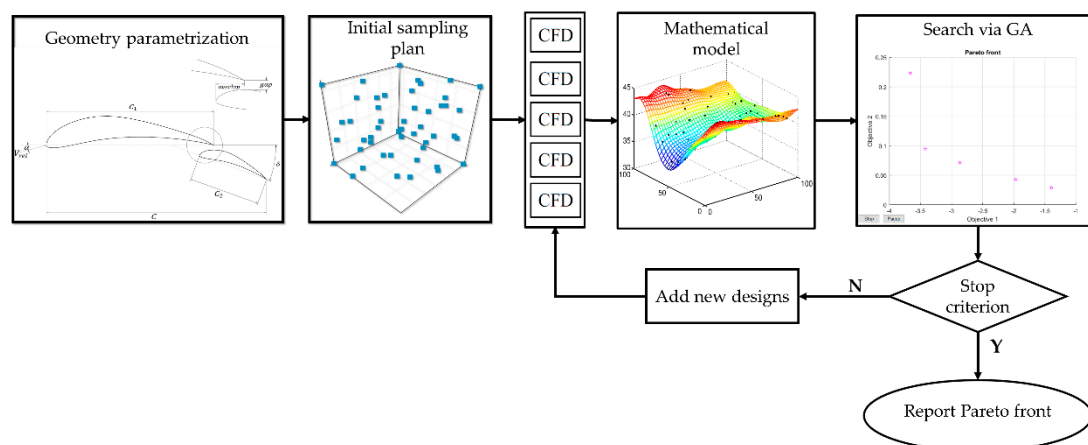 Geometry parametrization
overlap
gap
C₁
V_rel
α
δ
C₂
C
Initial sampling
plan
CFD
CFD
CFD
CFD
CFD
Mathematical
model
45
40
35
30
100
50
0
0
50
100
Search via GA
Pareto front
0.25
0.2
0.15
0.1
0.05
0
Objective 2
-4
-3.5
-3
-2.5
-2
-1.5
-1
Objective 1
Stop
Pause
Stop
criterion
N
Add new designs
Y
Report Pareto front